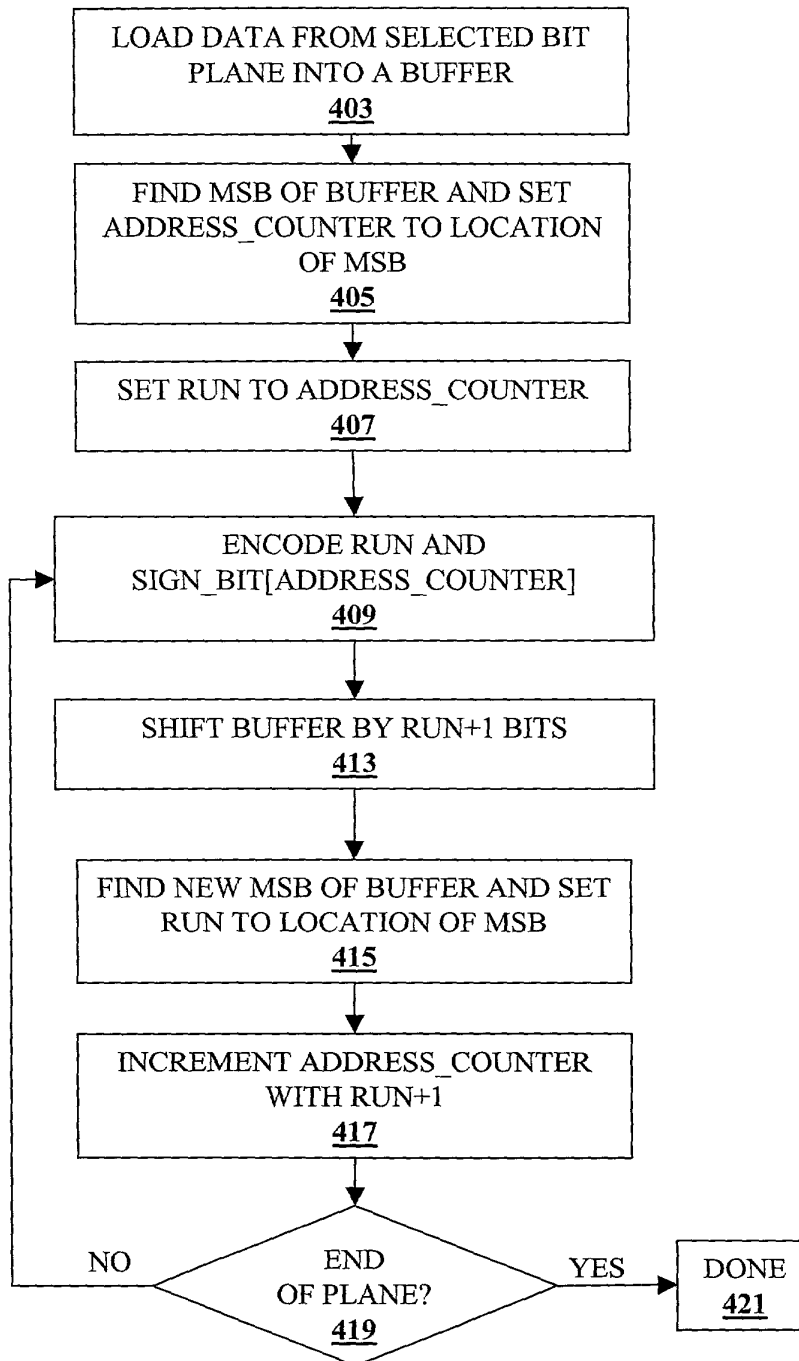 LOAD DATA FROM SELECTED BIT
PLANE INTO A BUFFER
403
FIND MSB OF BUFFER AND SET
ADDRESS_COUNTER TO LOCATION
OF MSB
405
SET RUN TO ADDRESS_COUNTER
407
ENCODE RUN AND
SIGN_BIT[ADDRESS_COUNTER]
409
SHIFT BUFFER BY RUN+1 BITS
413
FIND NEW MSB OF BUFFER AND SET
RUN TO LOCATION OF MSB
415
INCREMENT ADDRESS_COUNTER
WITH RUN+1
417
NO
END
OF PLANE?
419
YES
DONE
421